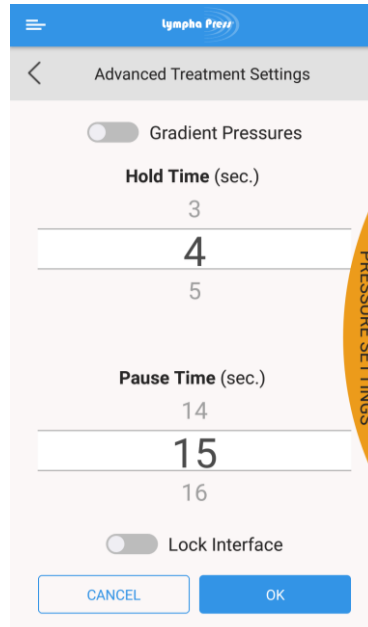 Lympha Press
Advanced Treatment Settings
Gradient Pressures
Hold Time (sec.)
3
4
5
PRESSURE SETTINGS
Pause Time (sec.)
14
15
16
Lock Interface
CANCEL
OK